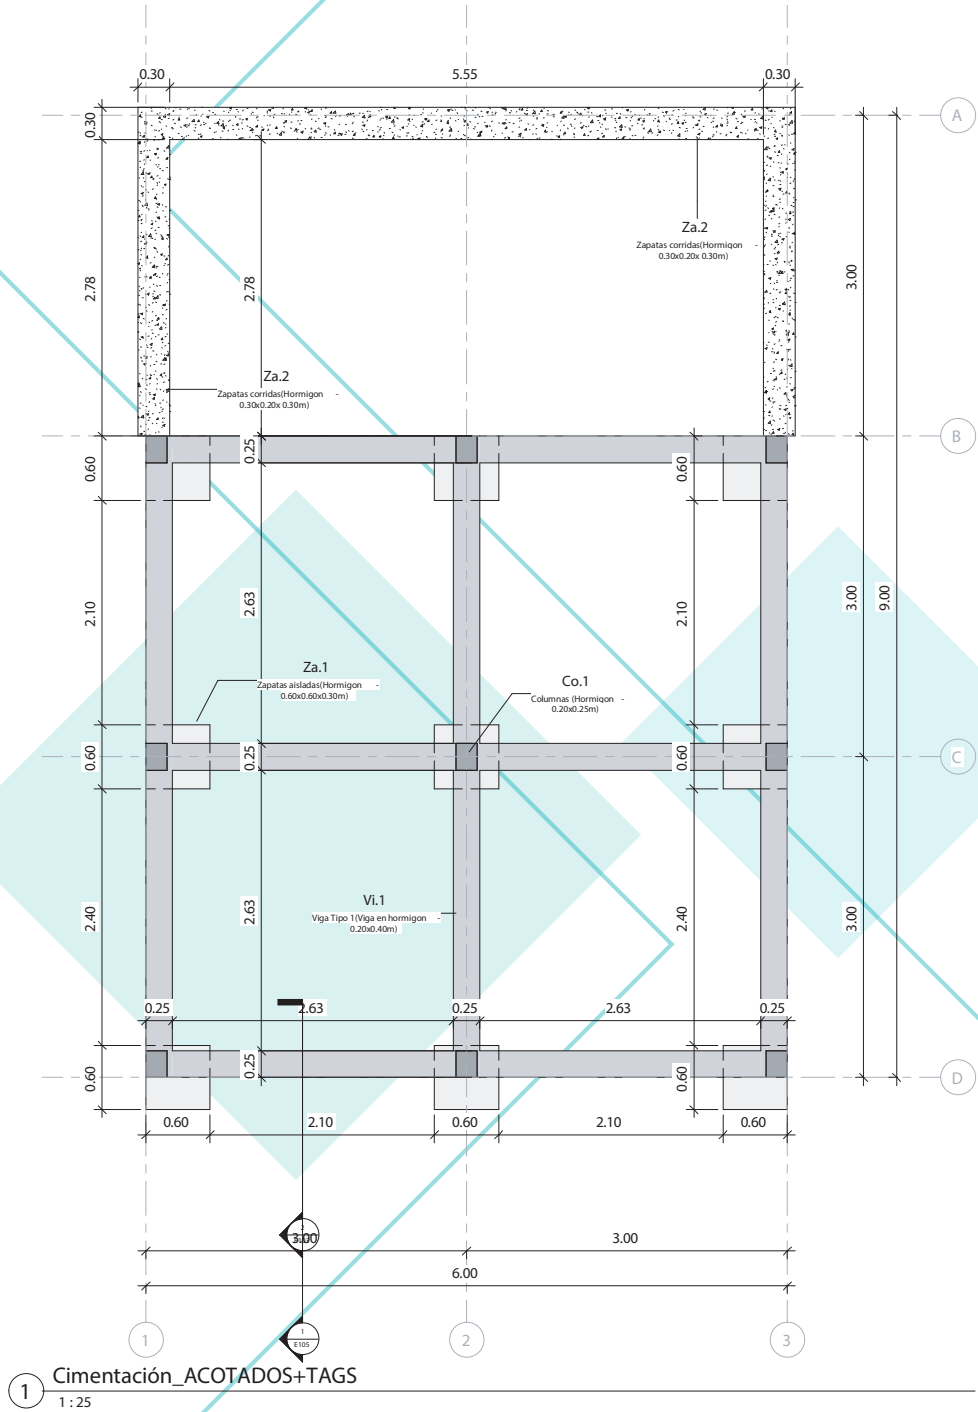 0.30
5.55
0.30
0.30
A
Za.2
Zapatas corridas(Hormigon -
0.30x0.20x 0.30m)
2.78
2.78
3.00
Za.2
Zapatas corridas(Hormigon -
0.30x0.20x 0.30m)
B
0.60
0.25
0.60
2.10
2.63
2.10
3.00
9.00
Za.1
Zapatas aisladas(Hormigon -
0.60x0.60x0.30m)
Co.1
Columnas (Hormigon -
0.20x0.25m)
0.60
0.25
0.60
C
Vi.1
Viga Tipo 1(Viga en hormigon -
0.20x0.40m)
2.40
2.63
2.40
3.00
0.25
2.63
0.25
2.63
0.25
0.60
0.25
0.60
D
0.60
2.10
0.60
2.10
0.60
2
3.00
3.00
6.00
1
E105
1
2
3
1
Cimentación_ACOTADOS+TAGS
1 : 25